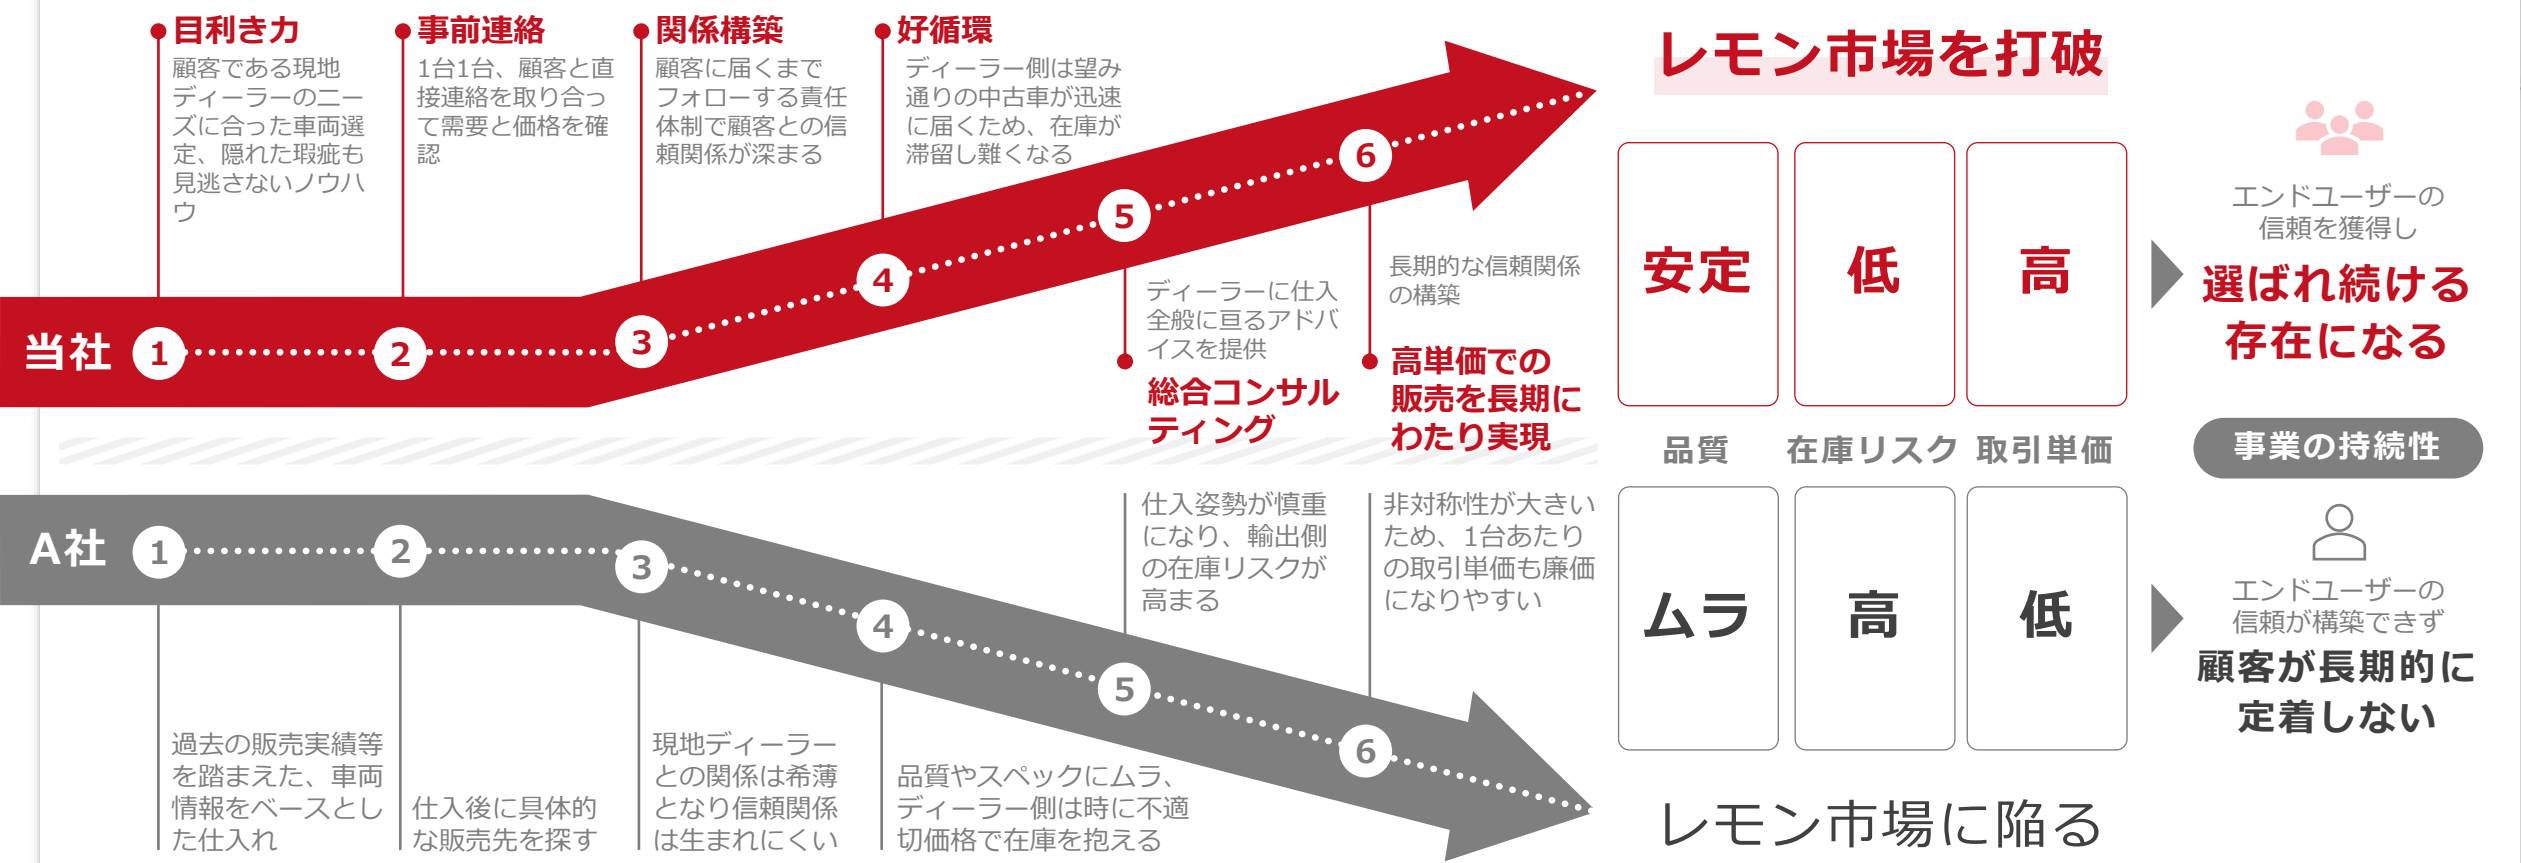 目利き力
顧客である現地
ディーラーのニー
ズに合った車両選
定、隠れた瑕疵も
見逃さないノウハ
ウ
事前連絡
1台1台、顧客と直
接連絡を取り合っ
て需要と価格を確
認
関係構築
顧客に届くまで
フォローする責任
体制で顧客との信
頼関係が深まる
好循環
ディーラー側は望み
通りの中古車が迅速
に届くため、在庫が
滞留し難くなる
当社
1
2
3
4
5
6
ディーラーに仕入
全般に亘るアドバ
イスを提供
総合コンサル
ティング
長期的な信頼関係
の構築
高単価での
販売を長期に
わたり実現
レモン市場を打破
安定
低
高
エンドユーザーの
信頼を獲得し
選ばれ続ける
存在になる
品質
在庫リスク
取引単価
事業の持続性
A社
1
2
3
4
5
6
過去の販売実績等
を踏まえた、車両
情報をベースとし
た仕入れ
仕入後に具体的
な販売先を探す
現地ディーラー
との関係は希薄
となり信頼関係
は生まれにくい
品質やスペックにムラ、
ディーラー側は時に不適
切価格で在庫を抱える
仕入姿勢が慎重
になり、輸出側
の在庫リスクが
高まる
非対称性が大きい
ため、1台あたり
の取引単価も廉価
になりやすい
ムラ
高
低
エンドユーザーの
信頼が構築できず
顧客が長期的に
定着しない
レモン市場に陥る